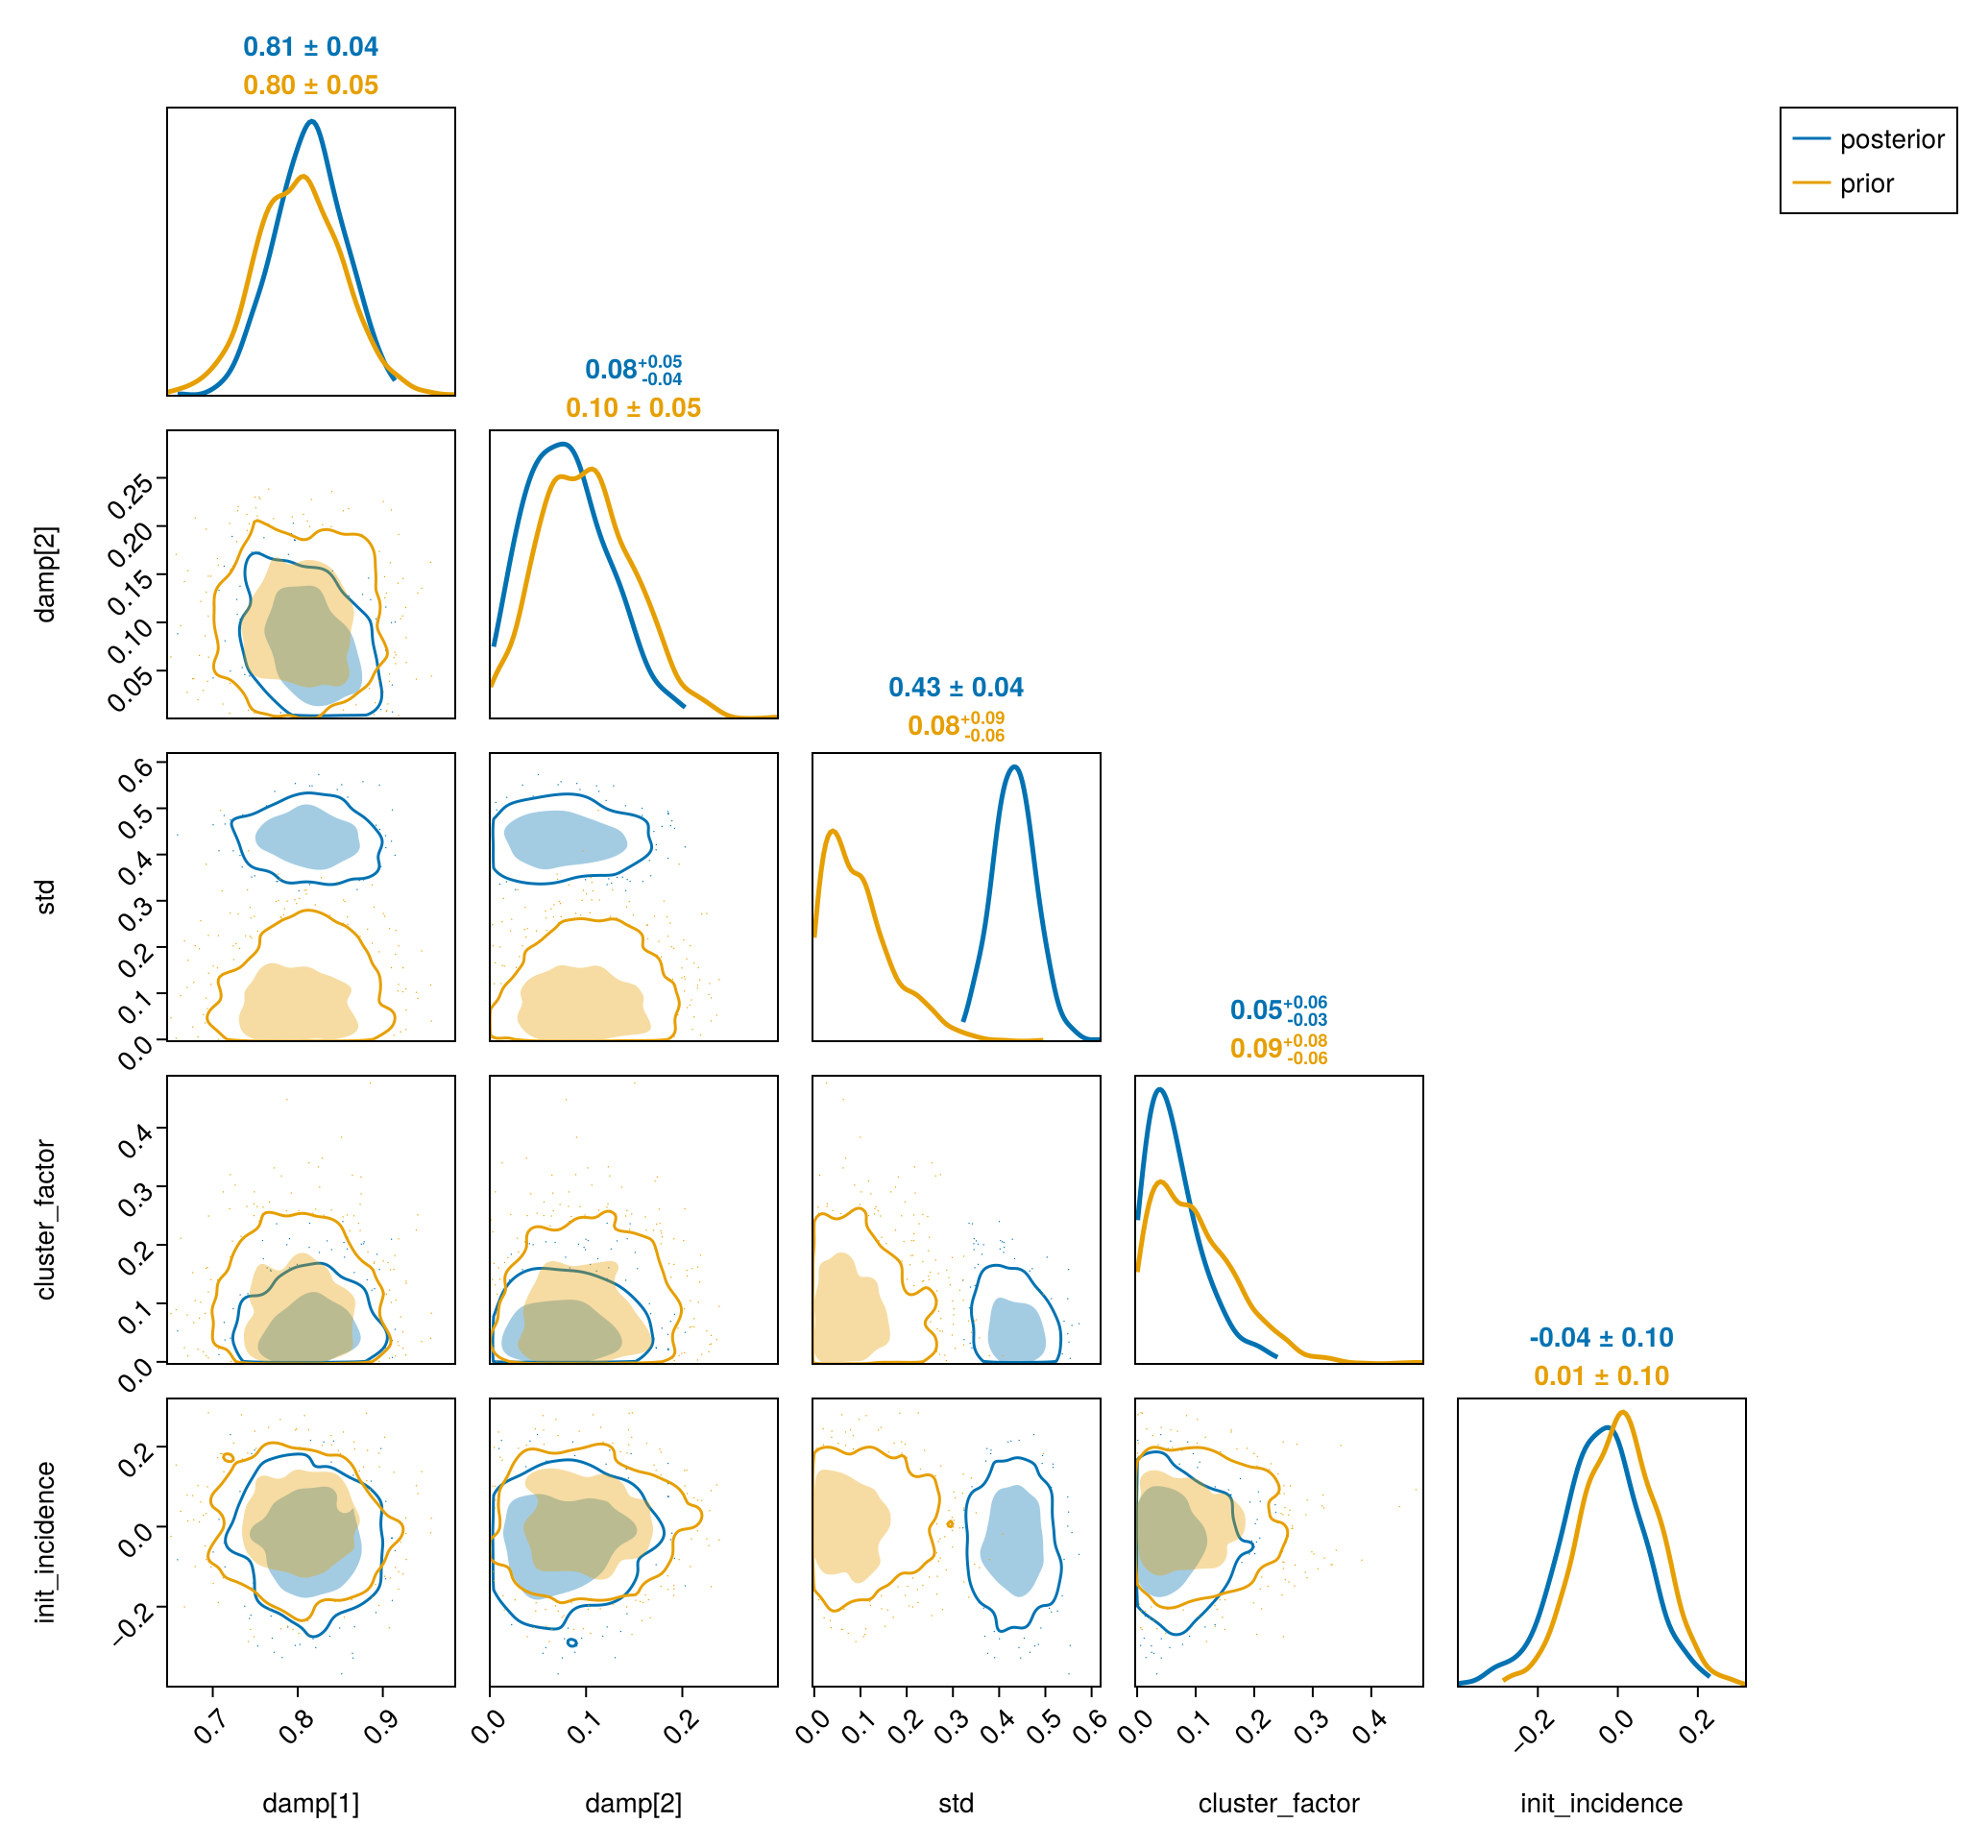 0.81 ± 0.04
0.80 ± 0.05
posterior
prior
0.08+0.05-0.04
0.10 ± 0.05
damp[2]
0.25
0.20
0.15
0.10
0.05
0.43 ± 0.04
0.08+0.09-0.06
std
0.6
0.5
0.4
0.3
0.2
0.1
0.0
0.05+0.06-0.03
0.09+0.08-0.06
cluster_factor
0.4
0.3
0.2
0.1
0.0
-0.04 ± 0.10
0.01 ± 0.10
init_incidence
0.2
0.0
−0.2
0.7 0.8 0.9 0.0 0.1 0.2 0.0 0.1 0.2 0.3 0.4 0.5 0.6 0.0 0.1 0.2 0.3 0.4 −0.2 0.0 0.2
damp[1] damp[2] std cluster_factor init_incidence